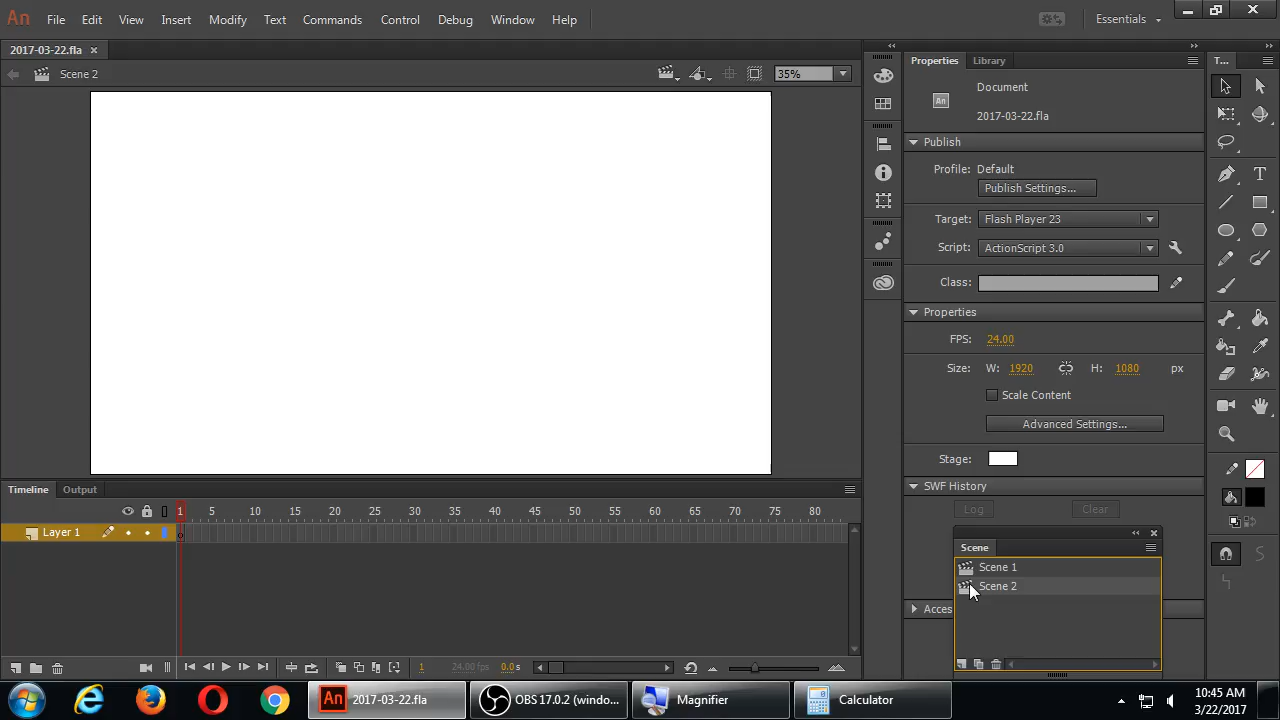 An File Edit View Insert Modify Text Commands Control Debug Window Help Essentials
2017-03-22.fla
Scene 2 35%
Properties Library T...
Document
An
2017-03-22.fla
Publish
Profile: Default
Publish Settings...
Target: Flash Player 23
Script: ActionScript 3.0
Class:
Properties
FPS: 24.00
Size: W: 1920 H: 1080 px
Scale Content
Advanced Settings...
Stage:
SWF History
Log Clear
Scene
Scene 1
Scene 2
Acces
Timeline Output
1 5 10 15 20 25 30 35 40 45 50 55 60 65 70 75 80
Layer 1
1 24.00 fps 0.0 s
An 2017-03-22.fla OBS 17.0.2 (windo... Magnifier Calculator
10:45 AM
3/22/2017